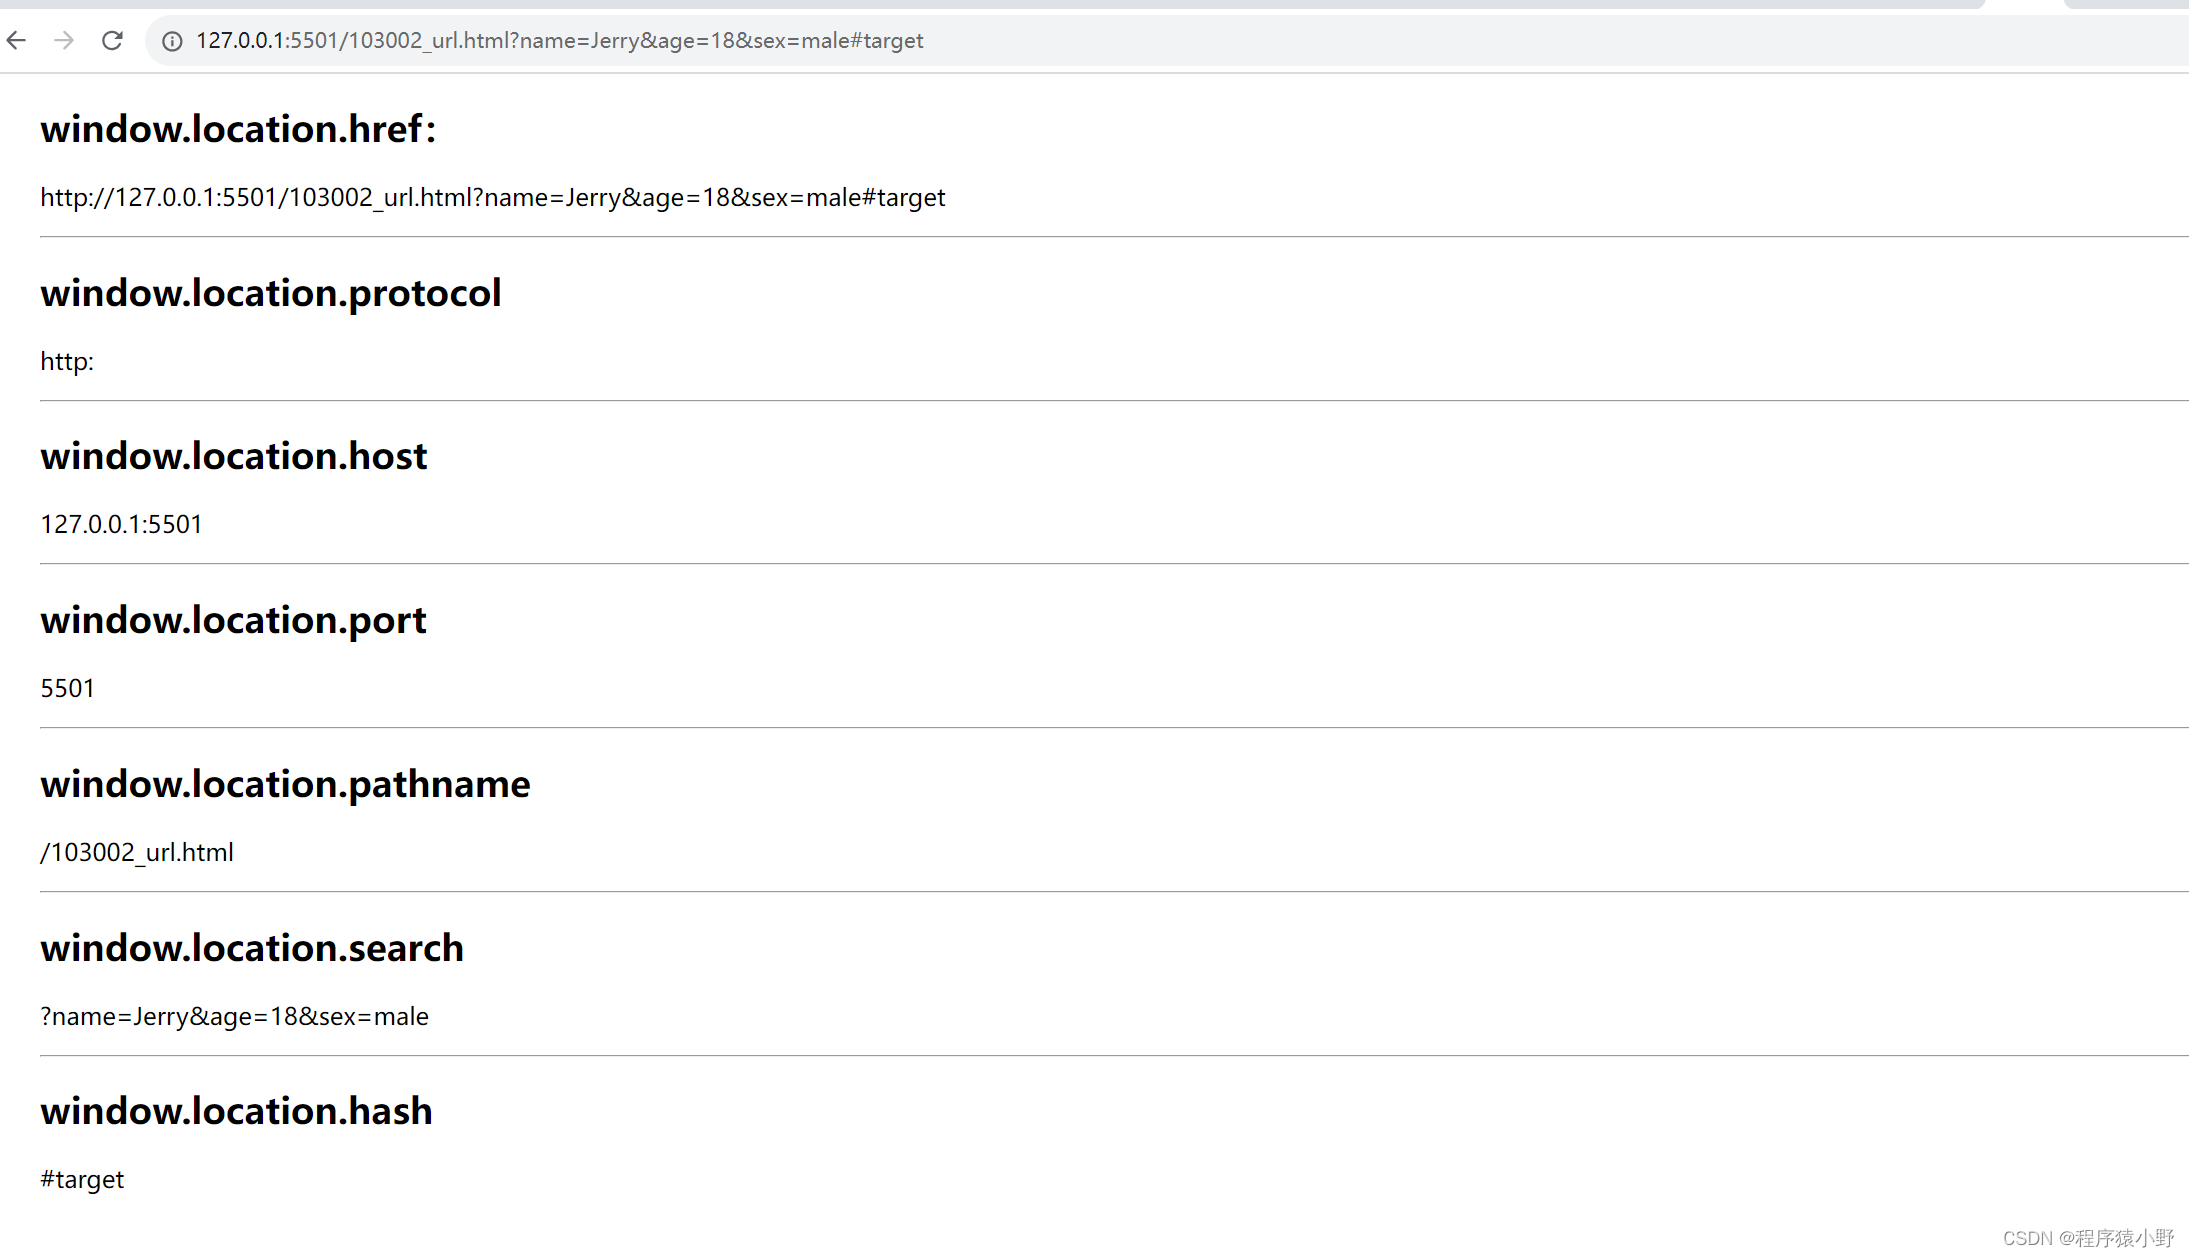 127.0.0.1:5501/103002_url.html?name=Jerry&age=18&sex=male#target
window.location.href：
http://127.0.0.1:5501/103002_url.html?name=Jerry&age=18&sex=male#target
window.location.protocol
http:
window.location.host
127.0.0.1:5501
window.location.port
5501
window.location.pathname
/103002_url.html
window.location.search
?name=Jerry&age=18&sex=male
window.location.hash
#target
CSDN @程序猿小野